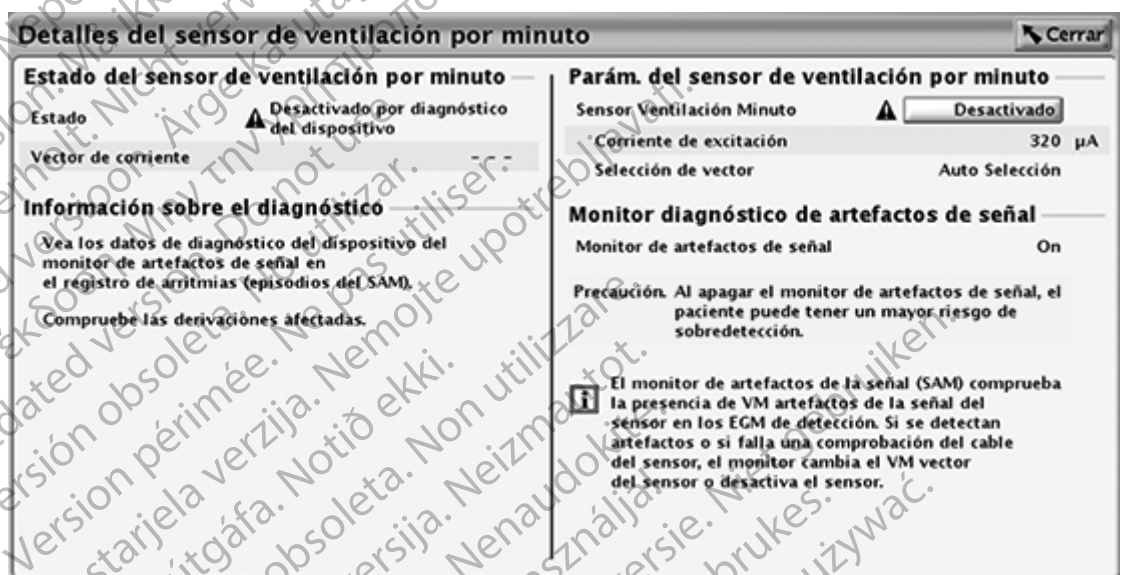 Detalles del sensor de ventilación por minuto
Cerrar
Estado del sensor de ventilación por minuto
Estado
Desactivado por diagnóstico
del dispositivo
Vector de corriente
- - -
Información sobre el diagnóstico
Vea los datos de diagnóstico del dispositivo del
monitor de artefactos de señal en
el registro de arritmias (episodios del SAM).
Compruebe las derivaciones afectadas.
Parám. del sensor de ventilación por minuto
Sensor Ventilación Minuto
Desactivado
Corriente de excitación 320 µA
Selección de vector Auto Selección
Monitor diagnóstico de artefactos de señal
Monitor de artefactos de señal On
Precaución. Al apagar el monitor de artefactos de señal, el
paciente puede tener un mayor riesgo de
sobredetección.
El monitor de artefactos de la señal (SAM) comprueba
la presencia de VM artefactos de la señal del
sensor en los EGM de detección. Si se detectan
artefactos o si falla una comprobación del cable
del sensor, el monitor cambia el VM vector
del sensor o desactiva el sensor.